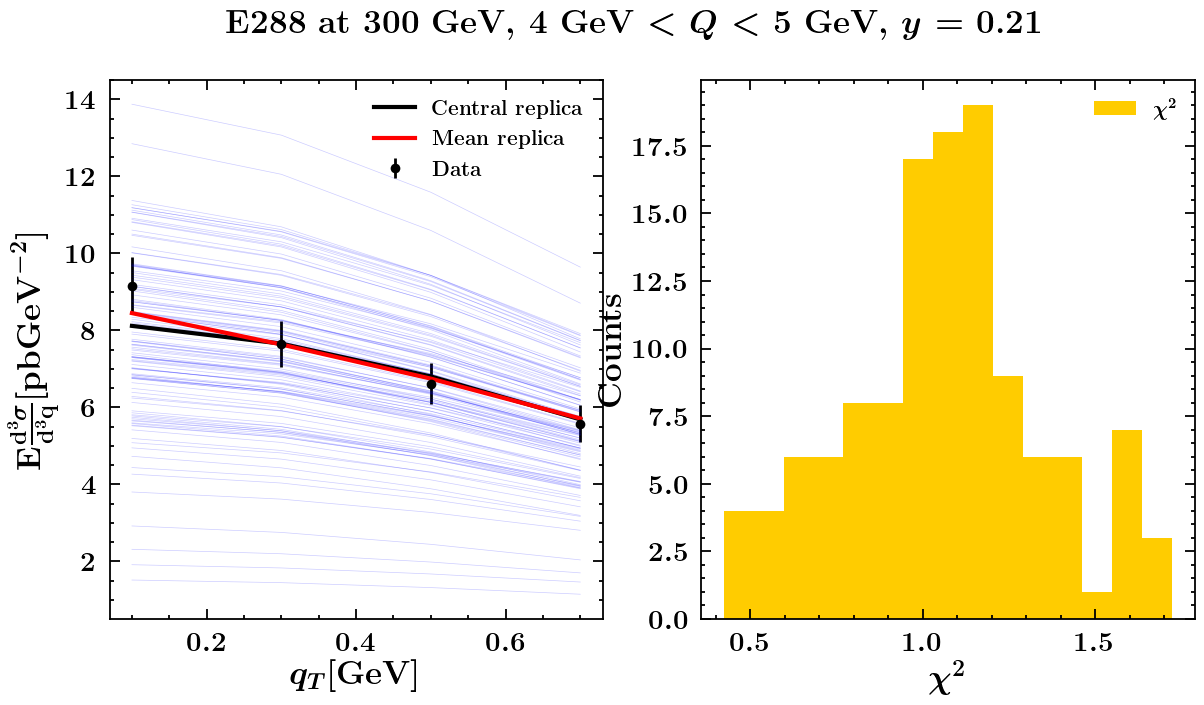 E288 at 300 GeV, 4 GeV < Q < 5 GeV, y = 0.21
14
12
10
8
6
4
2
E d³σ/d³q [pbGeV⁻²]
Central replica
Mean replica
Data
0.2 0.4 0.6
q_T[GeV]
17.5
15.0
12.5
10.0
7.5
5.0
2.5
0.0
Counts
χ²
0.5 1.0 1.5
χ²